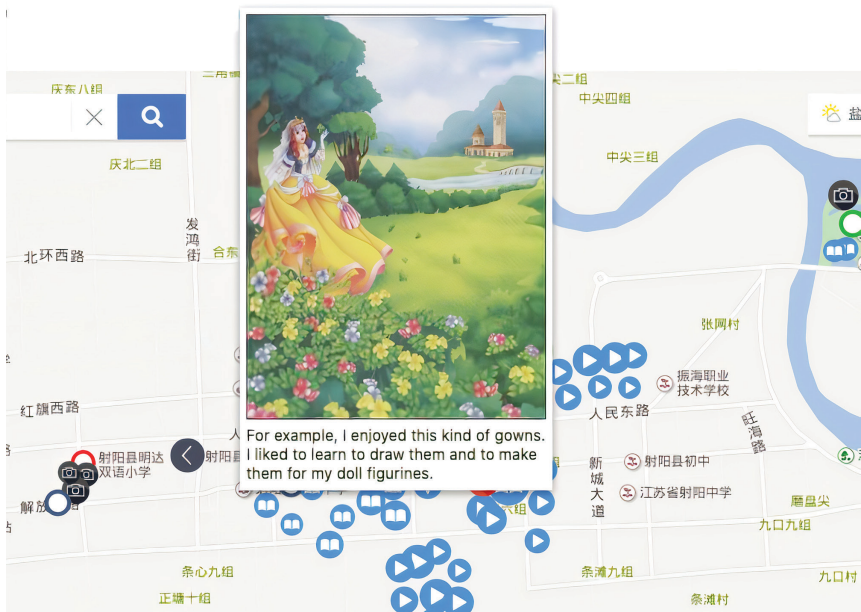 庆东八组
中尖四组
盐
中尖三组
庆北二组
发鸿街
北环西路
合东
张网村
振海职业
技术学校
红旗西路
人民东路
旺海路
For example, I enjoyed this kind of gowns.
I liked to learn to draw them and to make
them for my doll figurines.
射阳县明达
双语小学
射阳县
射阳县初中
新城大道
江苏省射阳中学
解放
六组
磨盘尖
九口九组
条心九组
条滩九组
九口村
正塘十组
条滩村